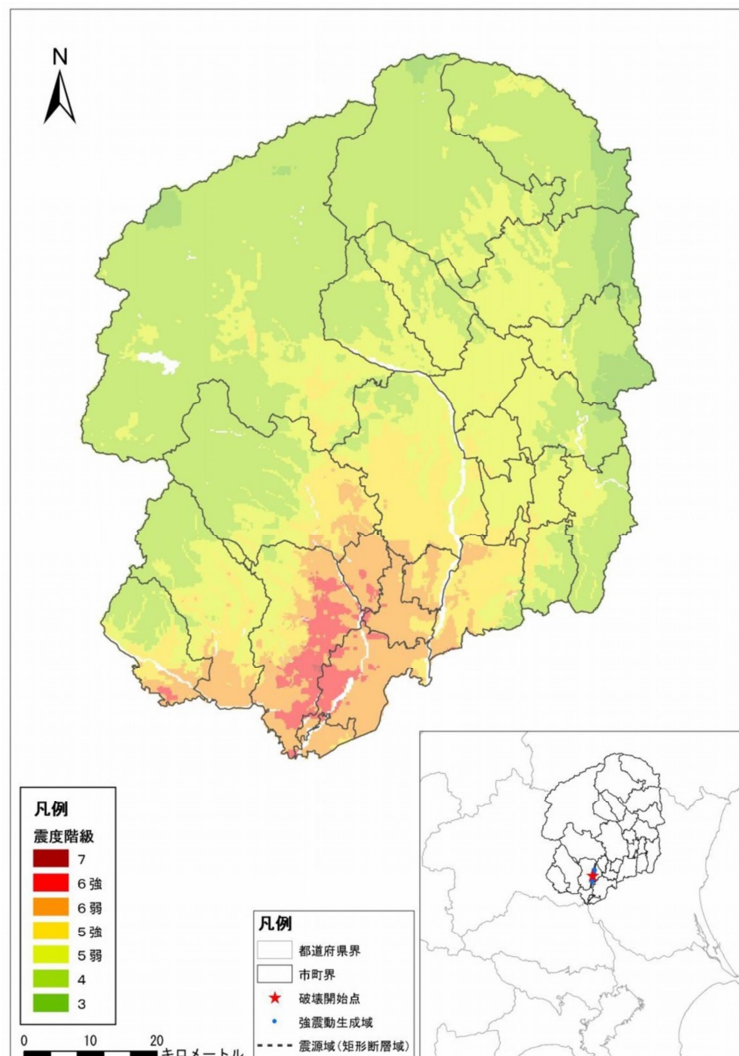 N
凡例
震度階級
7
6強
6弱
5強
5弱
4
3
0 10 20
キロメートル
凡例
都道府県界
市町界
破壊開始点
強震動生成域
震源域(矩形断層域)